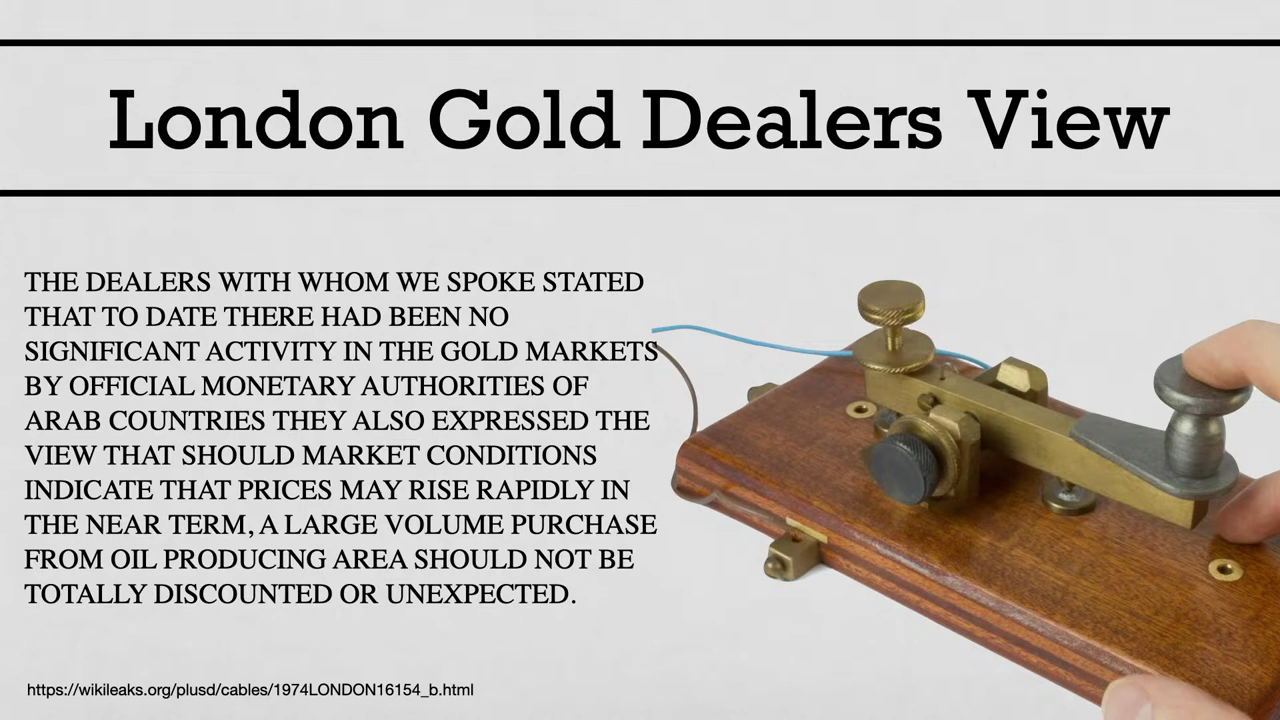 London Gold Dealers View
THE DEALERS WITH WHOM WE SPOKE STATED
THAT TO DATE THERE HAD BEEN NO
SIGNIFICANT ACTIVITY IN THE GOLD MARKETS
BY OFFICIAL MONETARY AUTHORITIES OF
ARAB COUNTRIES THEY ALSO EXPRESSED THE
VIEW THAT SHOULD MARKET CONDITIONS
INDICATE THAT PRICES MAY RISE RAPIDLY IN
THE NEAR TERM, A LARGE VOLUME PURCHASE
FROM OIL PRODUCING AREA SHOULD NOT BE
TOTALLY DISCOUNTED OR UNEXPECTED.
https://wikileaks.org/plusd/cables/1974LONDON16154_b.html